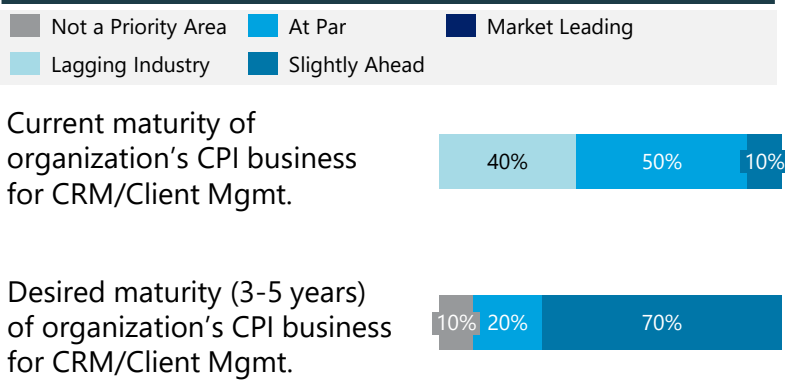 Not a Priority Area At Par Market Leading
Lagging Industry Slightly Ahead
Current maturity of
organization’s CPI business
for CRM/Client Mgmt.
40% 50% 10%
Desired maturity (3-5 years)
of organization’s CPI business
for CRM/Client Mgmt.
10% 20% 70%